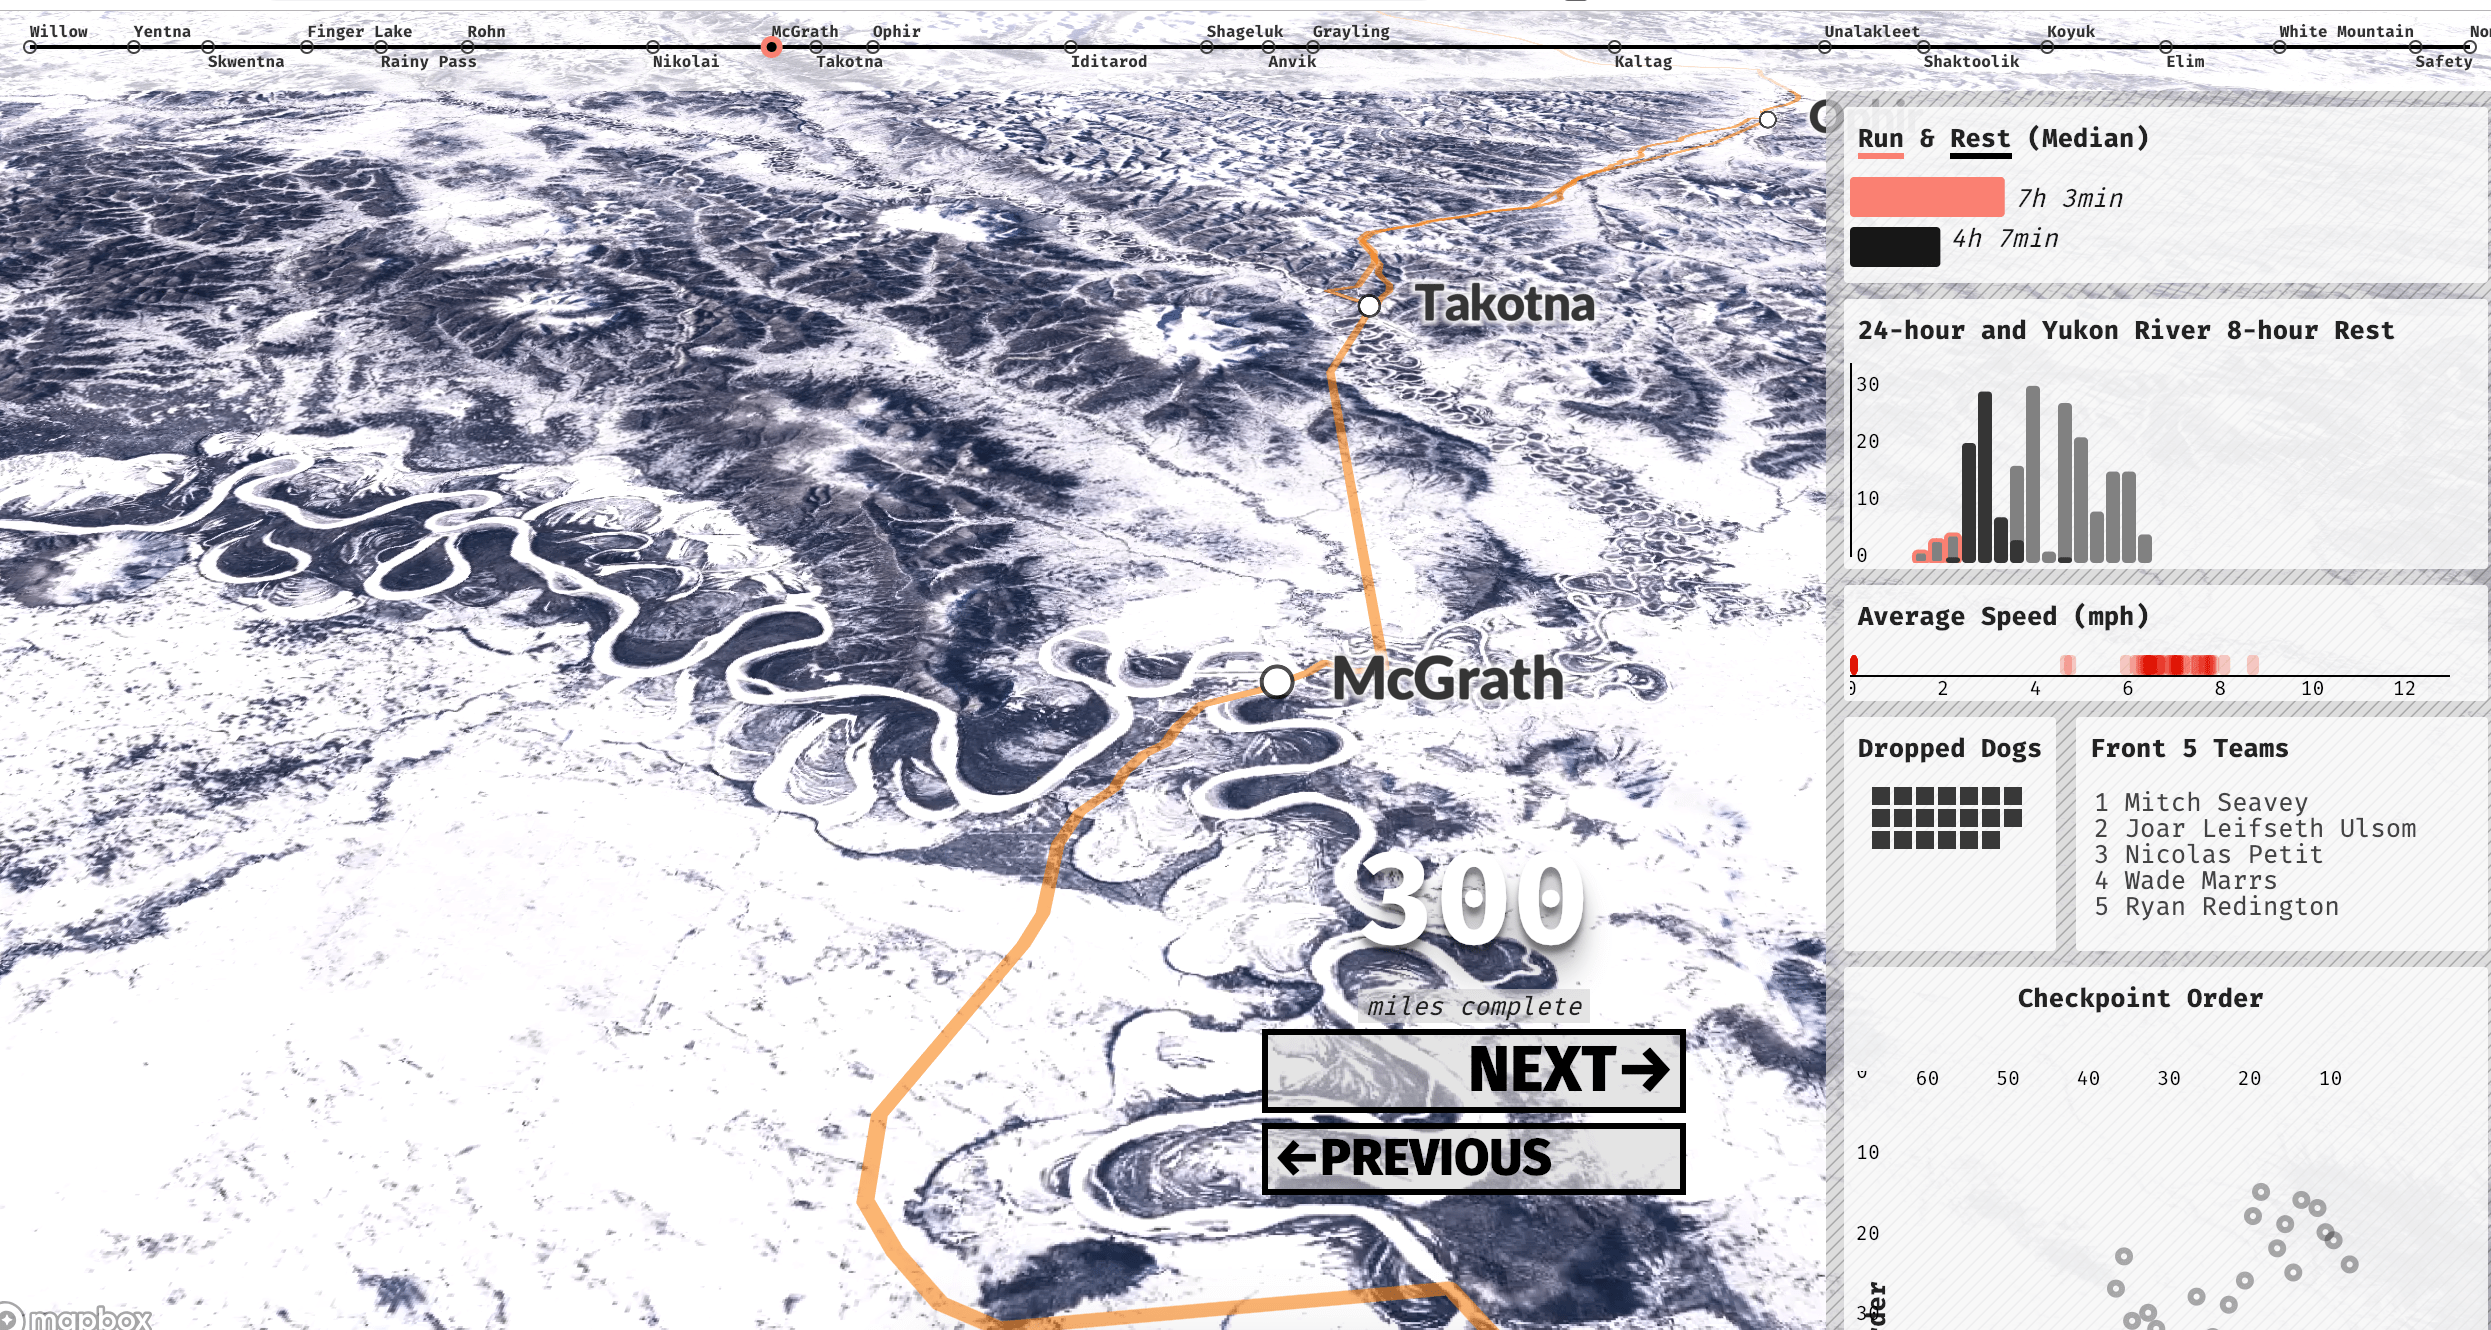 Willow Yentna Finger Lake Rohn McGrath Ophir Shageluk Grayling Unalakleet Koyuk White Mountain
Skwentna Rainy Pass Nikolai Takotna Iditarod Anvik Kaltag Shaktoolik Elim Safety
Ophir
Takotna
McGrath
300
miles complete
NEXT→
←PREVIOUS
mapbox
Run & Rest (Median)
7h 3min
4h 7min
24-hour and Yukon River 8-hour Rest
30
20
10
0
Average Speed (mph)
0 2 4 6 8 10 12
Dropped Dogs
Front 5 Teams
1 Mitch Seavey
2 Joar Leifseth Ulsom
3 Nicolas Petit
4 Wade Marrs
5 Ryan Redington
Checkpoint Order
60 50 40 30 20 10
10
20